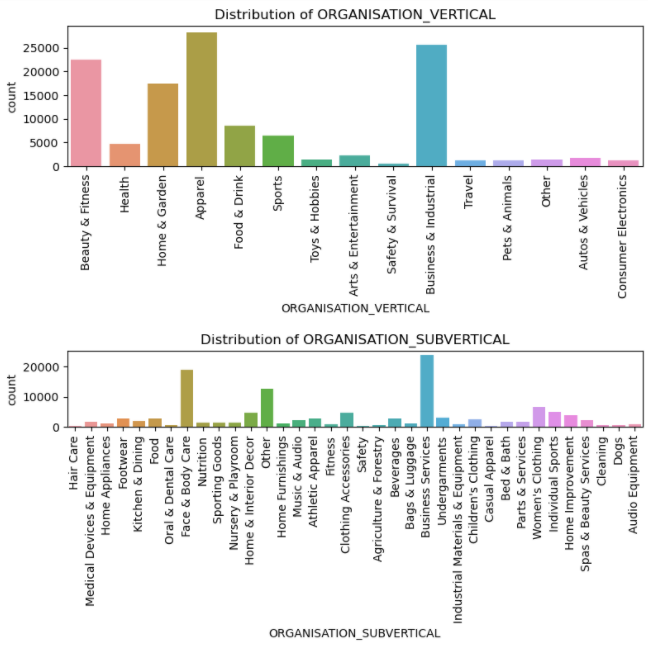 Distribution of ORGANISATION_VERTICAL
count
25000
20000
15000
10000
5000
0
Beauty & Fitness
Health
Home & Garden
Apparel
Food & Drink
Sports
Toys & Hobbies
Arts & Entertainment
Safety & Survival
Business & Industrial
Travel
Pets & Animals
Other
Autos & Vehicles
Consumer Electronics
ORGANISATION_VERTICAL
Distribution of ORGANISATION_SUBVERTICAL
count
20000
10000
0
Hair Care
Medical Devices & Equipment
Home Appliances
Footwear
Kitchen & Dining
Food
Oral & Dental Care
Face & Body Care
Nutrition
Sporting Goods
Nursery & Playroom
Home & Interior Decor
Other
Home Furnishings
Music & Audio
Athletic Apparel
Fitness
Clothing Accessories
Safety
Agriculture & Forestry
Beverages
Bags & Luggage
Business Services
Undergarments
Industrial Materials & Equipment
Children's Clothing
Casual Apparel
Bed & Bath
Parts & Services
Women's Clothing
Individual Sports
Home Improvement
Spas & Beauty Services
Cleaning
Dogs
Audio Equipment
ORGANISATION_SUBVERTICAL